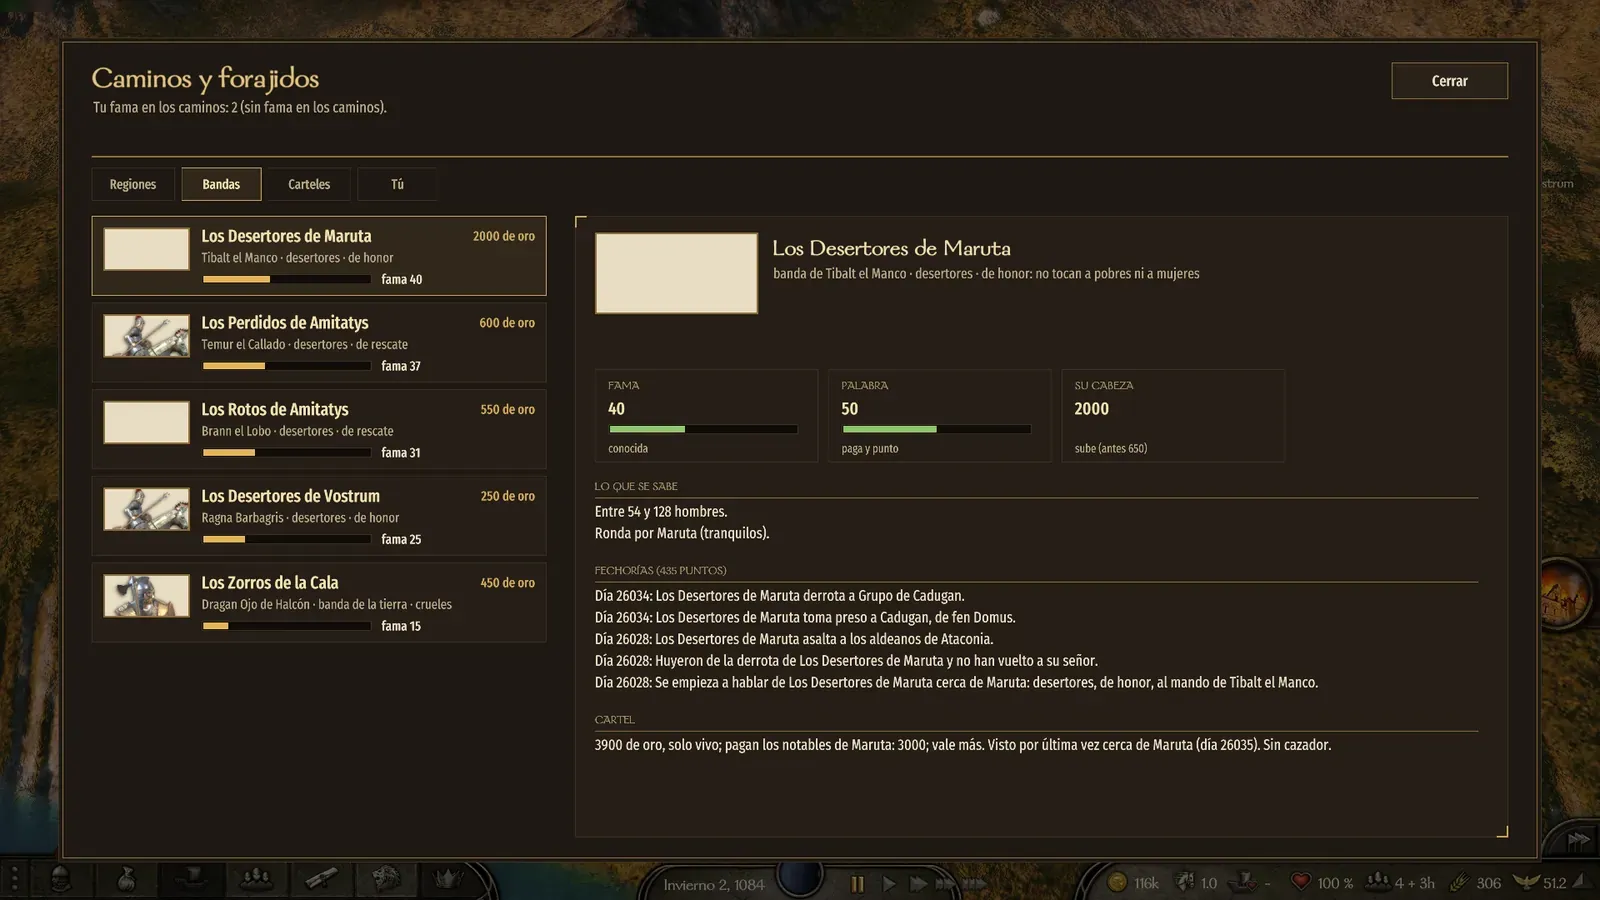 Caminos y forajidos
Cerrar
Tu fama en los caminos: 2 (sin fama en los caminos).
strum
Regiones
Bandas
Carteles
Tú
Los Desertores de Maruta
2000 de oro
Tibalt el Manco · desertores · de honor
fama 40
Los Perdidos de Amitatys
600 de oro
Temur el Callado · desertores · de rescate
fama 37
Los Rotos de Amitatys
550 de oro
Brann el Lobo · desertores · de rescate
fama 31
Los Desertores de Vostrum
250 de oro
Ragna Barbagris · desertores · de honor
fama 25
Los Zorros de la Cala
450 de oro
Dragan Ojo de Halcón · banda de la tierra · crueles
fama 15
Los Desertores de Maruta
banda de Tibalt el Manco · desertores · de honor: no tocan a pobres ni a mujeres
FAMA
40
conocida
PALABRA
50
paga y punto
SU CABEZA
2000
sube (antes 650)
LO QUE SE SABE
Entre 54 y 128 hombres.
Ronda por Maruta (tranquilos).
FECHORÍAS (435 PUNTOS)
Día 26034: Los Desertores de Maruta derrota a Grupo de Cadugan.
Día 26034: Los Desertores de Maruta toma preso a Cadugan, de fen Domus.
Día 26028: Los Desertores de Maruta asalta a los aldeanos de Ataconia.
Día 26028: Huyeron de la derrota de Los Desertores de Maruta y no han vuelto a su señor.
Día 26028: Se empieza a hablar de Los Desertores de Maruta cerca de Maruta: desertores, de honor, al mando de Tibalt el Manco.
CARTEL
3900 de oro, solo vivo; pagan los notables de Maruta: 3000; vale más. Visto por última vez cerca de Maruta (día 26035). Sin cazador.
Invierno 2, 1084
116k
1.0
-
100 %
4 + 3h
306
51.2